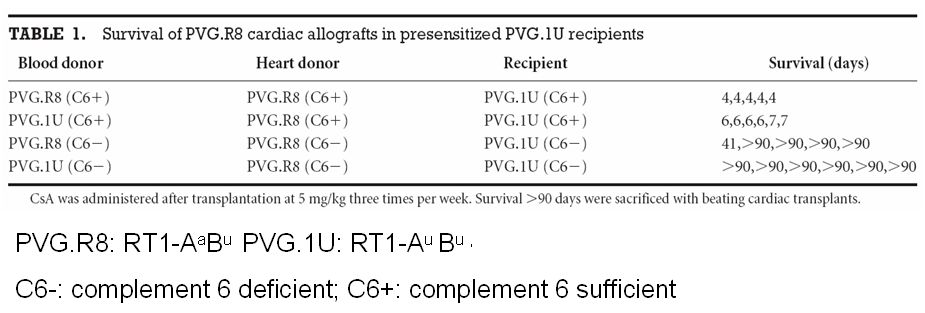 TABLE 1. Survival of PVG.R8 cardiac allografts in presensitized PVG.1U recipients
Blood donor Heart donor Recipient Survival (days)
PVG.R8 (C6+) PVG.R8 (C6+) PVG.1U (C6+) 4,4,4,4,4
PVG.1U (C6+) PVG.R8 (C6+) PVG.1U (C6+) 6,6,6,6,7,7
PVG.R8 (C6−) PVG.R8 (C6−) PVG.1U (C6−) 41,>90,>90,>90,>90
PVG.1U (C6−) PVG.R8 (C6−) PVG.1U (C6−) >90,>90,>90,>90,>90,>90
CsA was administered after transplantation at 5 mg/kg three times per week. Survival >90 days were sacrificed with beating cardiac transplants.
PVG.R8: RT1-AᵃBᵘ PVG.1U: RT1-Aᵘ Bᵘ .
C6-: complement 6 deficient; C6+: complement 6 sufficient